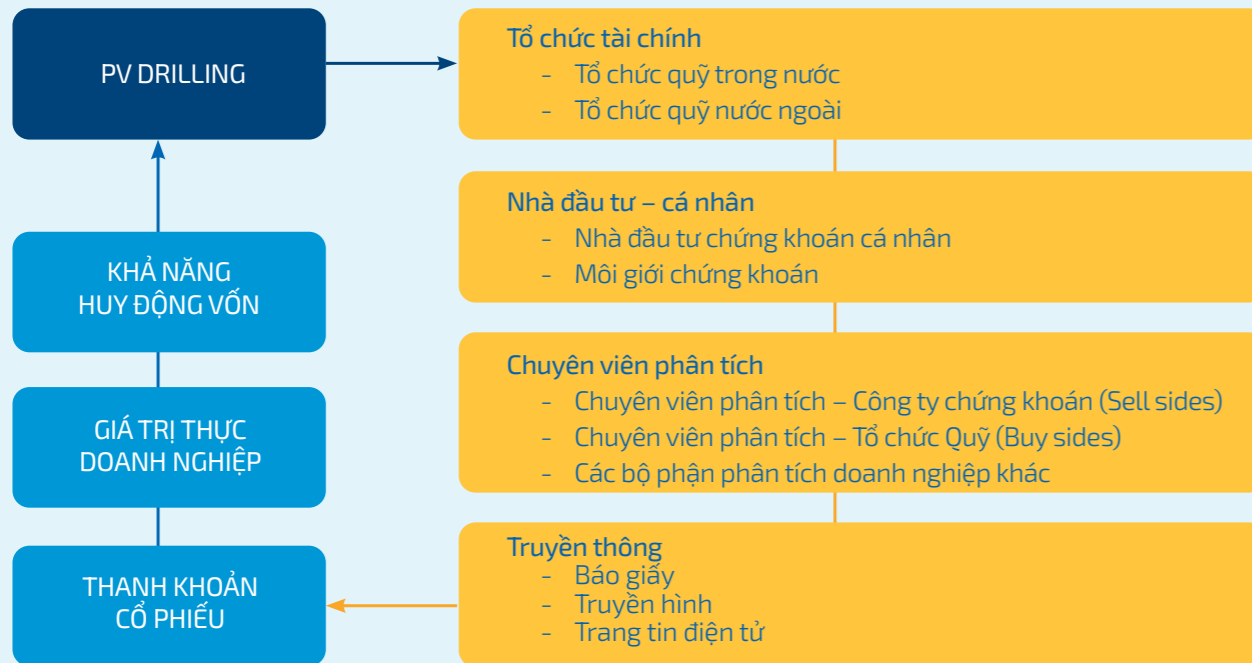 PV DRILLING
KHẢ NĂNG
HUY ĐỘNG VỐN
GIÁ TRỊ THỰC
DOANH NGHIỆP
THANH KHOẢN
CỔ PHIẾU
Tổ chức tài chính
- Tổ chức quỹ trong nước
- Tổ chức quỹ nước ngoài
Nhà đầu tư – cá nhân
- Nhà đầu tư chứng khoán cá nhân
- Môi giới chứng khoán
Chuyên viên phân tích
- Chuyên viên phân tích – Công ty chứng khoán (Sell sides)
- Chuyên viên phân tích – Tổ chức Quỹ (Buy sides)
- Các bộ phận phân tích doanh nghiệp khác
Truyền thông
- Báo giấy
- Truyền hình
- Trang tin điện tử